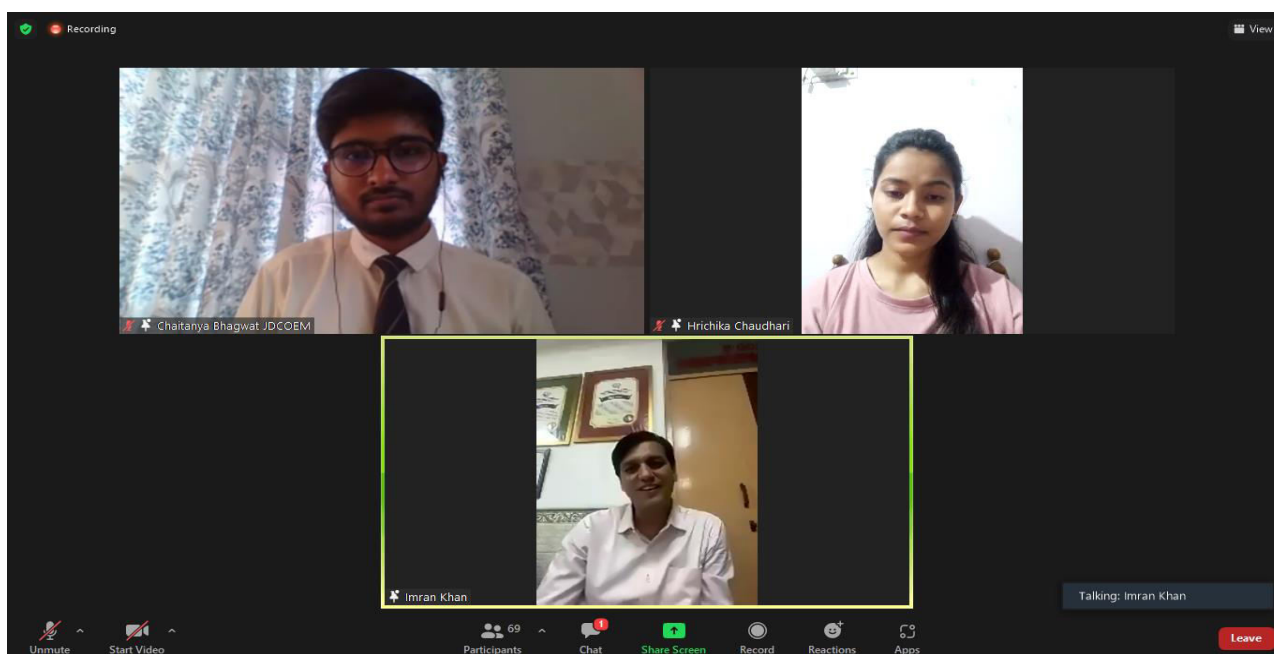 Recording
View
Chaitanya Bhagwat JDCOEM
Hrichika Chaudhari
Imran Khan
Talking: Imran Khan
69
1
Unmute
Start Video
Participants
Chat
Share Screen
Record
Reactions
Apps
Leave